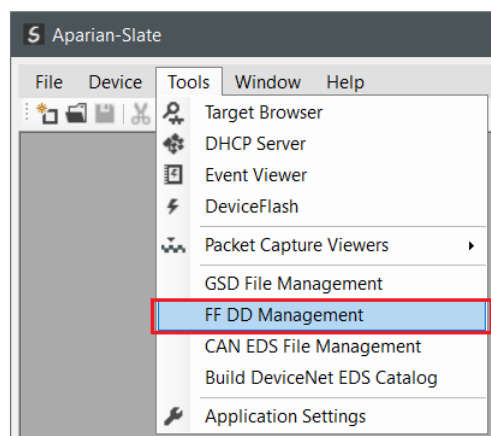 S Aparian-Slate
File Device Tools Window Help
Target Browser
DHCP Server
Event Viewer
DeviceFlash
Packet Capture Viewers
GSD File Management
FF DD Management
CAN EDS File Management
Build DeviceNet EDS Catalog
Application Settings